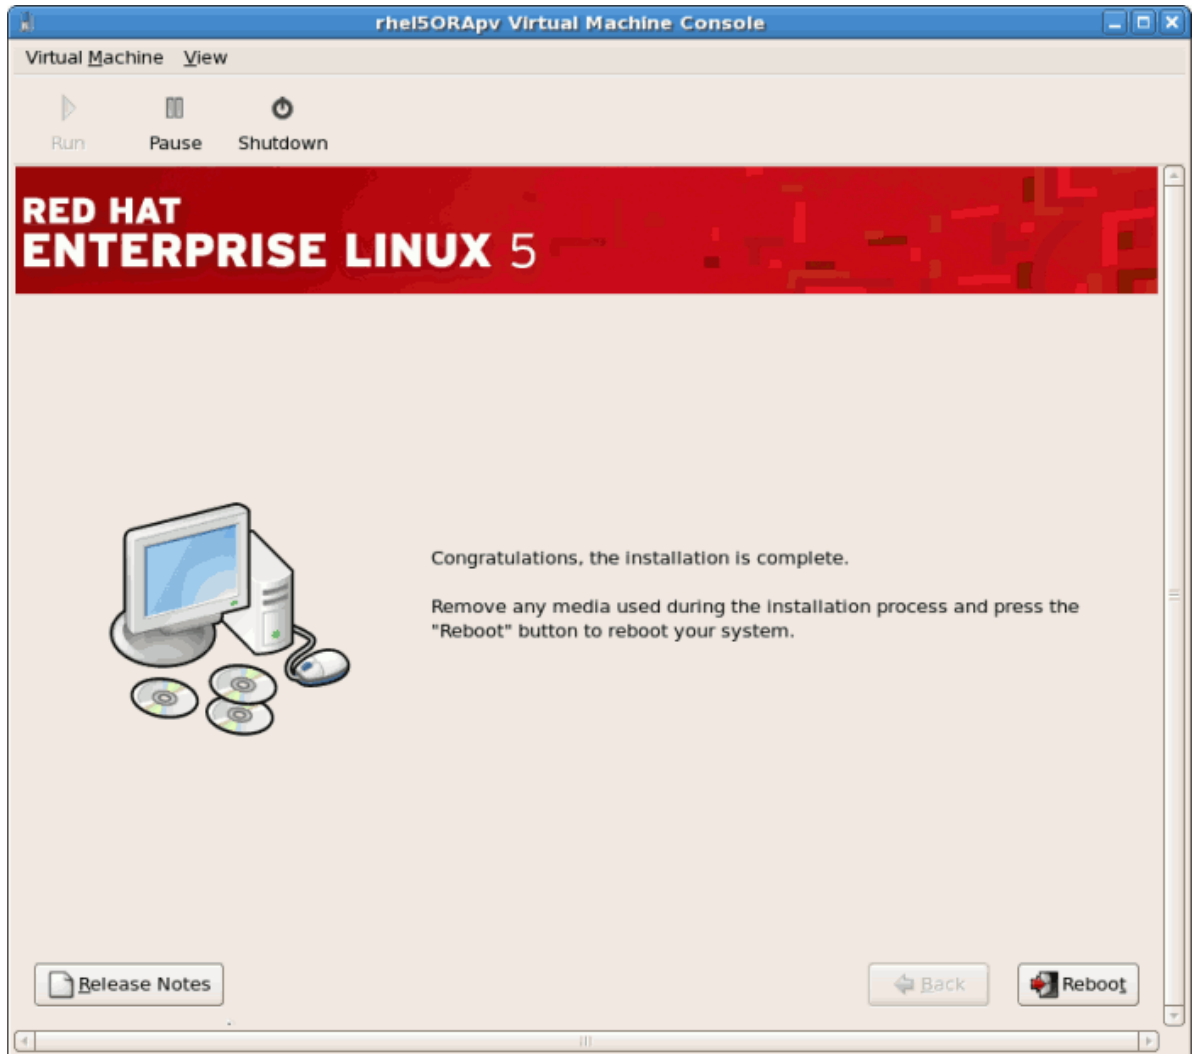 rhel5ORApv Virtual Machine Console
Virtual Machine View
Run Pause Shutdown
RED HAT
ENTERPRISE LINUX 5
Congratulations, the installation is complete.
Remove any media used during the installation process and press the
"Reboot" button to reboot your system.
Release Notes Back Reboot